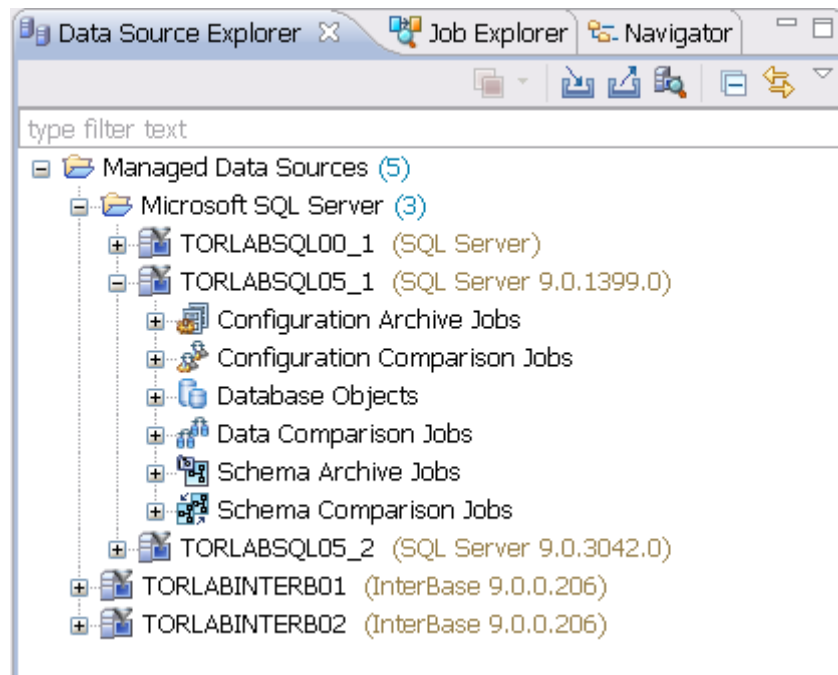 Data Source Explorer Job Explorer Navigator
type filter text
Managed Data Sources (5)
Microsoft SQL Server (3)
TORLABSQL00_1 (SQL Server)
TORLABSQL05_1 (SQL Server 9.0.1399.0)
Configuration Archive Jobs
Configuration Comparison Jobs
Database Objects
Data Comparison Jobs
Schema Archive Jobs
Schema Comparison Jobs
TORLABSQL05_2 (SQL Server 9.0.3042.0)
TORLABINTERB01 (InterBase 9.0.0.206)
TORLABINTERB02 (InterBase 9.0.0.206)